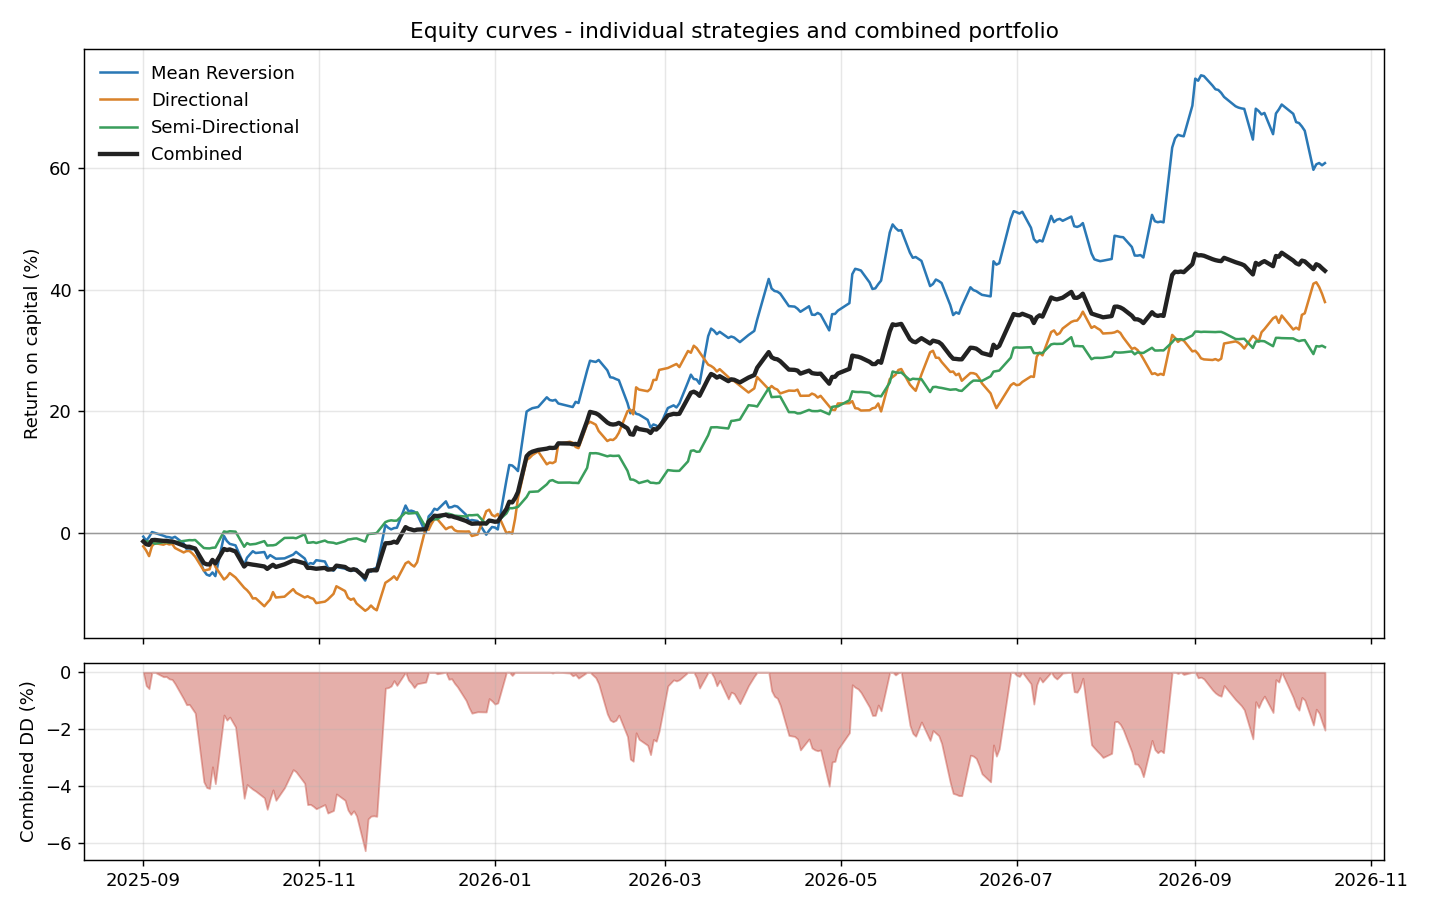 Equity curves - individual strategies and combined portfolio
Mean Reversion
Directional
Semi-Directional
Combined
Return on capital (%)
60
40
20
0
Combined DD (%)
0
−2
−4
−6
2025-09 2025-11 2026-01 2026-03 2026-05 2026-07 2026-09 2026-11